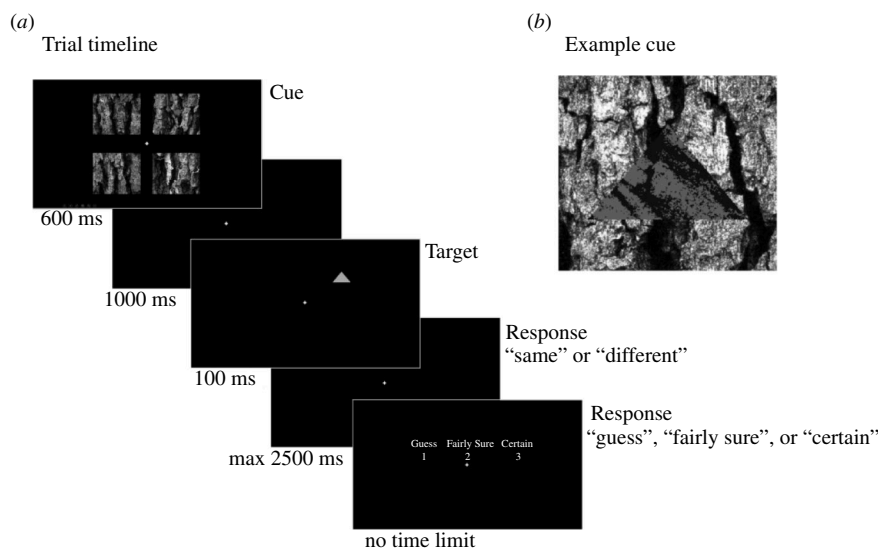 (a)
Trial timeline
Cue
600 ms
1000 ms
Target
100 ms
Response
“same” or “different”
max 2500 ms
Guess Fairly Sure Certain
1 2 3
Response
“guess”, “fairly sure”, or “certain”
no time limit
(b)
Example cue